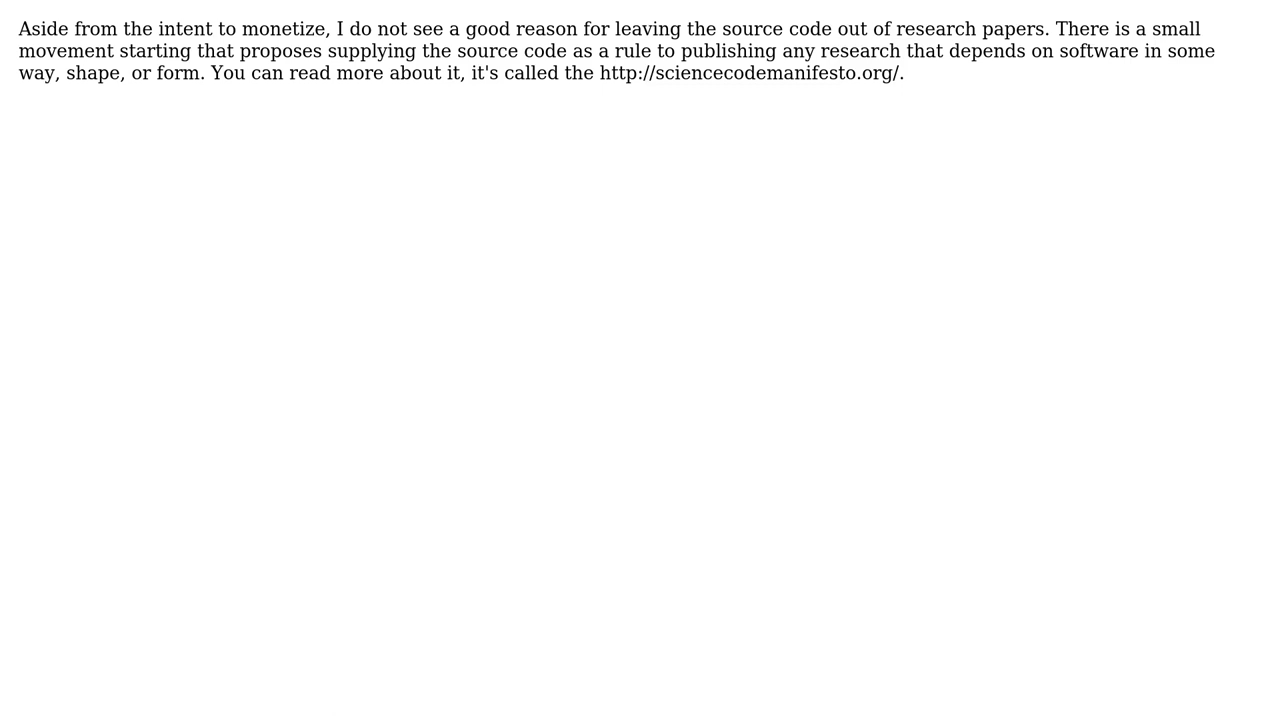 Aside from the intent to monetize, I do not see a good reason for leaving the source code out of research papers. There is a small
movement starting that proposes supplying the source code as a rule to publishing any research that depends on software in some
way, shape, or form. You can read more about it, it's called the http://sciencecodemanifesto.org/.